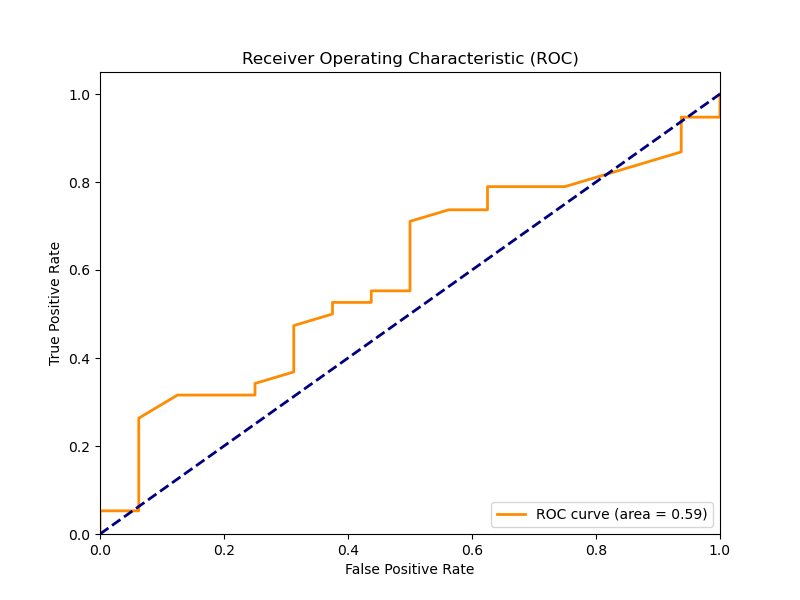 Receiver Operating Characteristic (ROC)
True Positive Rate
1.0
0.8
0.6
0.4
0.2
0.0
ROC curve (area = 0.59)
0.0 0.2 0.4 0.6 0.8 1.0
False Positive Rate